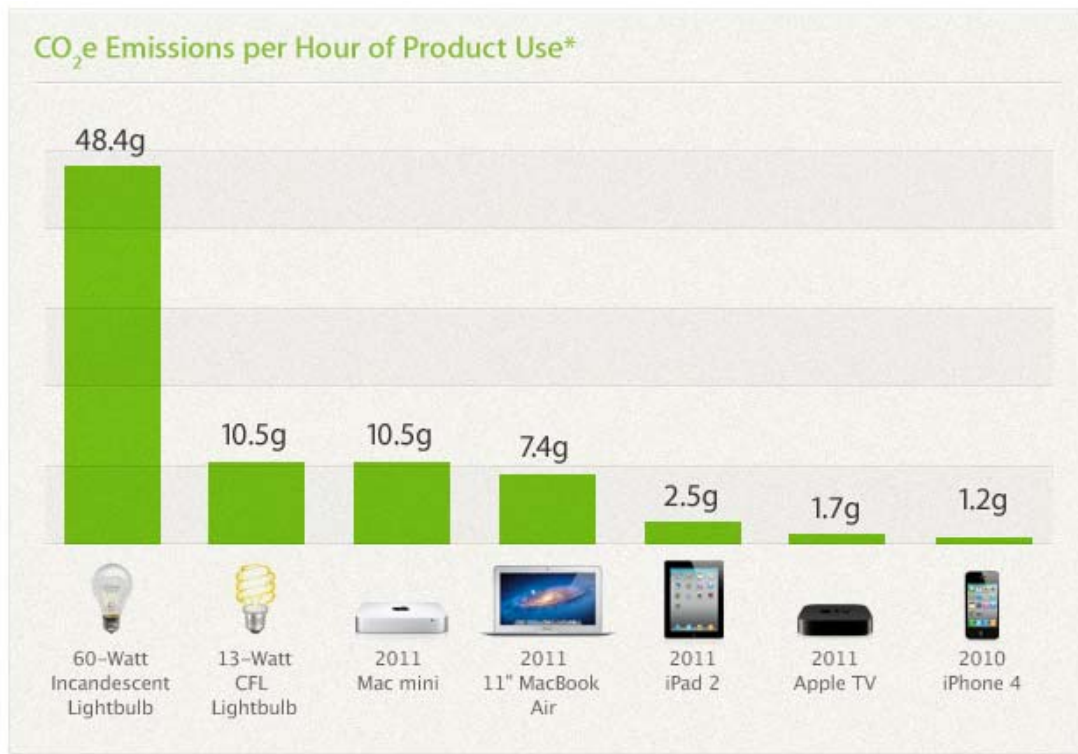 CO₂e Emissions per Hour of Product Use*
48.4g
10.5g
10.5g
7.4g
2.5g
1.7g
1.2g
60-Watt
Incandescent
Lightbulb
13-Watt
CFL
Lightbulb
2011
Mac mini
2011
11" MacBook
Air
2011
iPad 2
2011
Apple TV
2010
iPhone 4